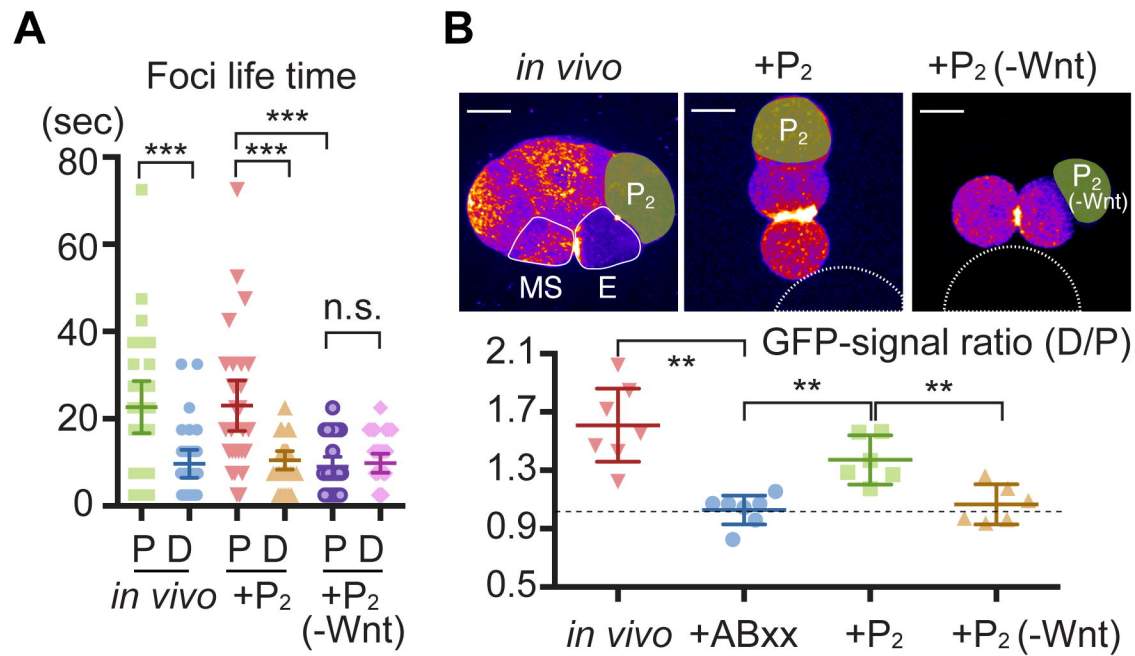 A
Foci life time
(sec)
***
***
***
n.s.
80
60
40
20
0
P D P D P D
in vivo +P₂ +P₂
(-Wnt)
B
in vivo +P₂ +P₂ (-Wnt)
P₂
MS E
P₂
P₂
(-Wnt)
GFP-signal ratio (D/P)
**
**
**
2.1
1.7
1.3
0.9
0.5
in vivo +ABxx +P₂ +P₂ (-Wnt)